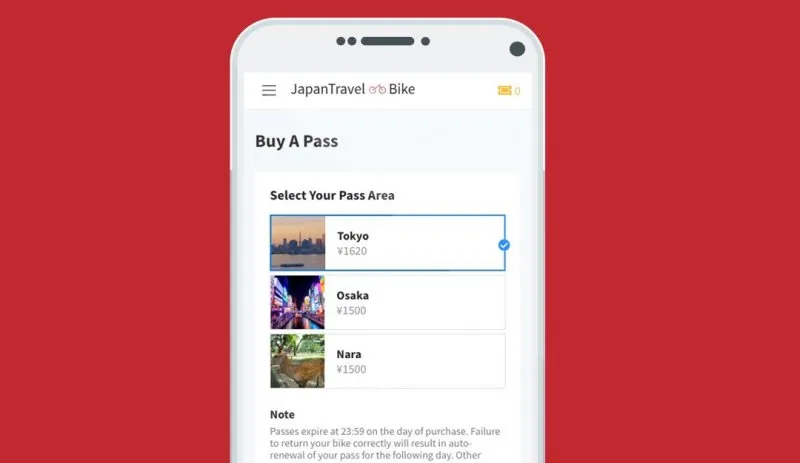 JapanTravel Bike
0
Buy A Pass
Select Your Pass Area
Tokyo
¥1620
Osaka
¥1500
Nara
¥1500
Note
Passes expire at 23:59 on the day of purchase. Failure
to return your bike correctly will result in auto-
renewal of your pass for the following day. Other